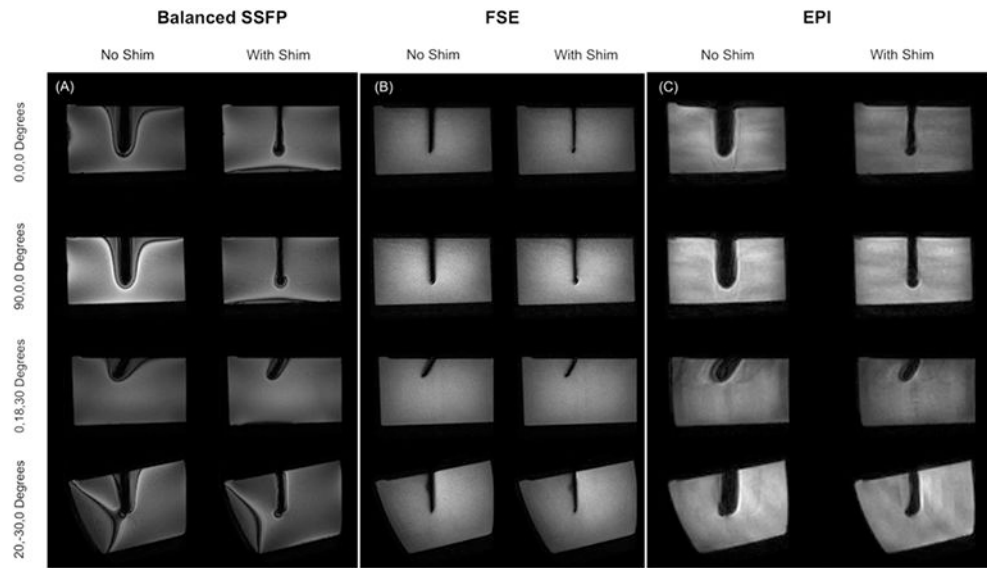 Balanced SSFP FSE EPI
No Shim With Shim No Shim With Shim No Shim With Shim
(A) (B) (C)
0,0,0 Degrees
90,0,0 Degrees
0,18,30 Degrees
20,-30,0 Degrees